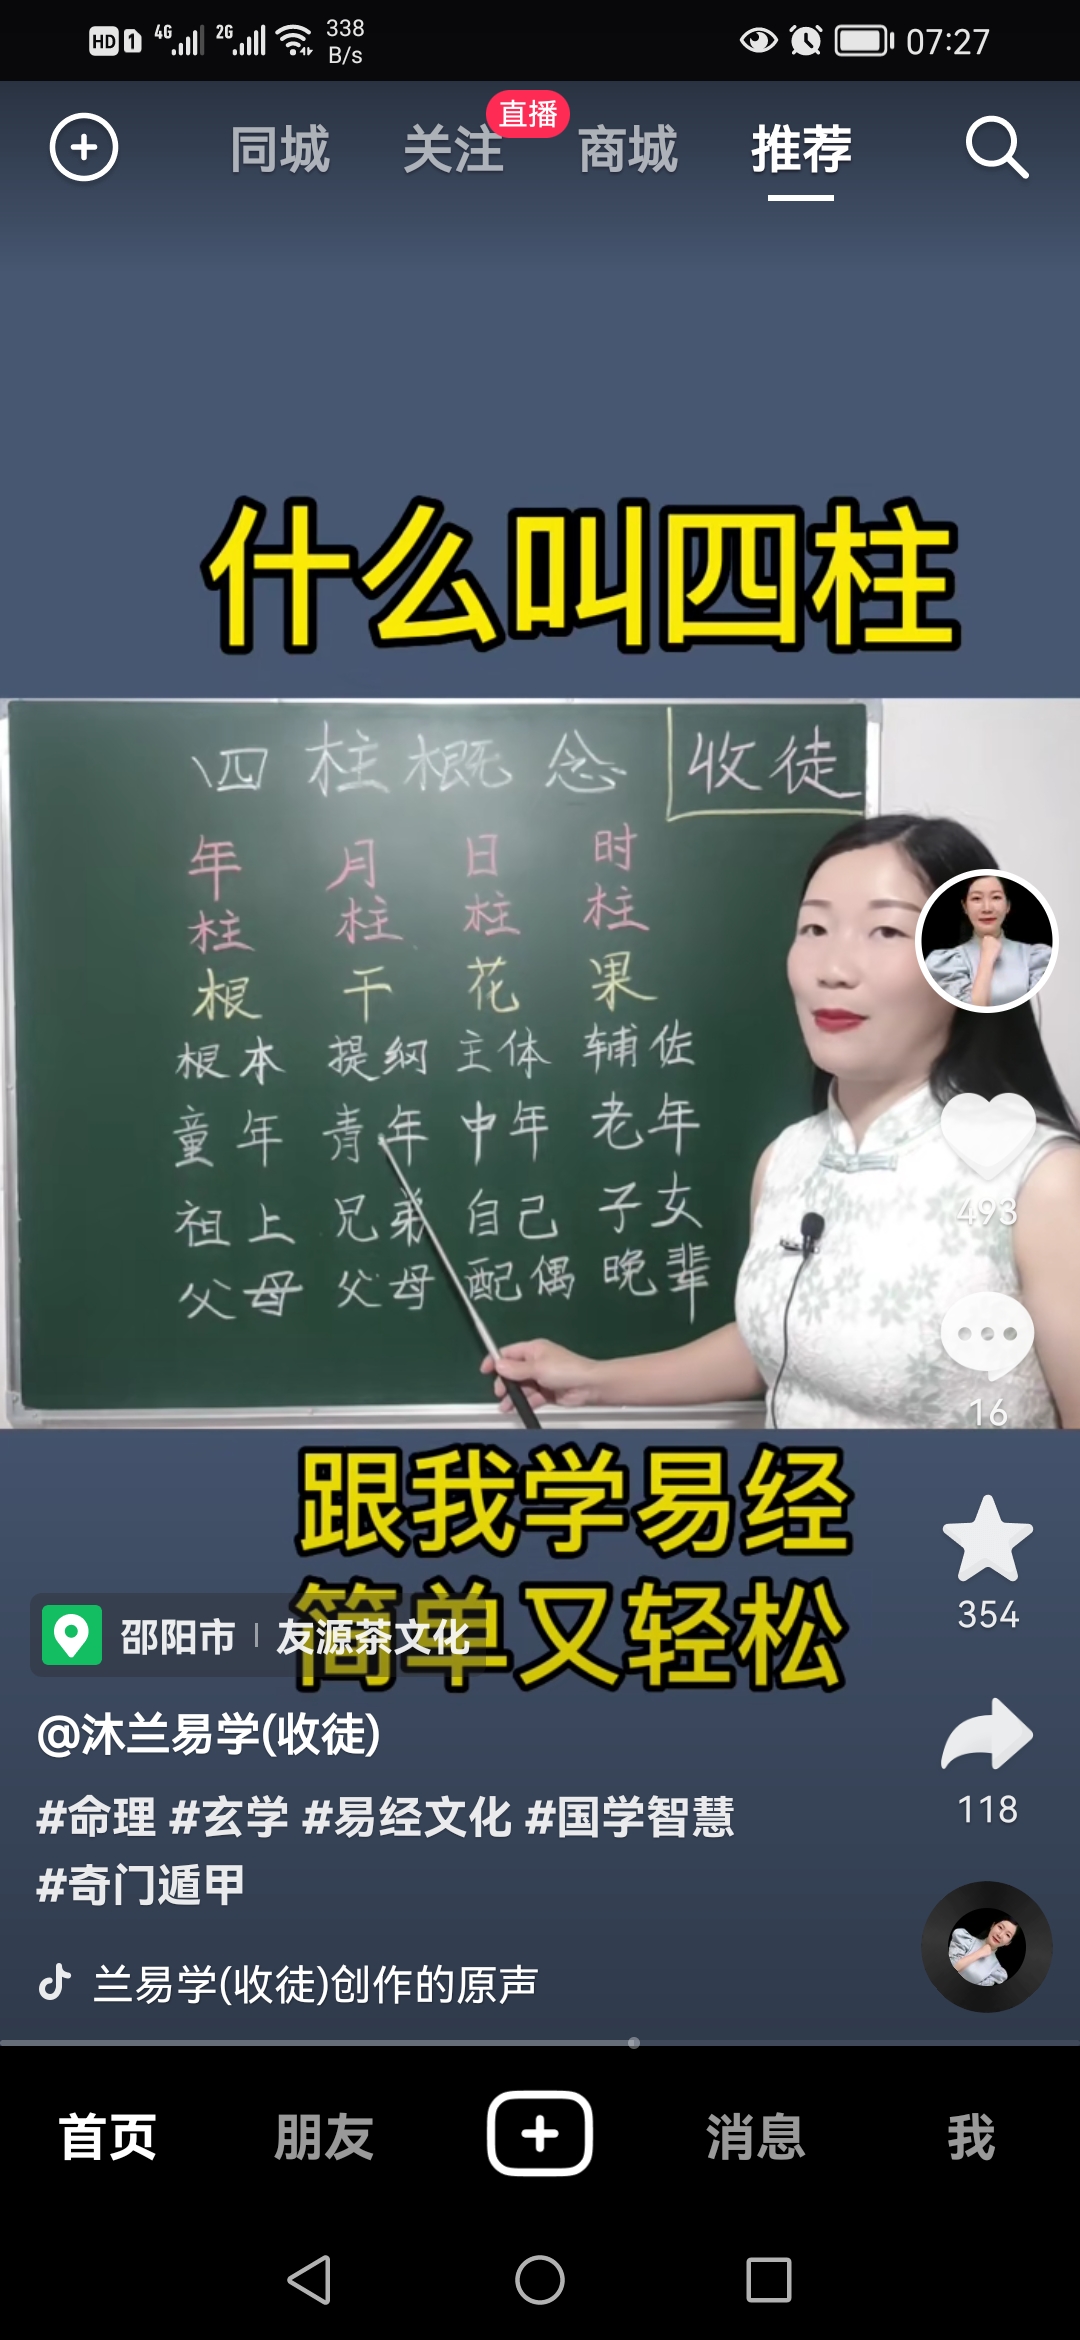 HD 1 4G 2G 338 B/s 07:27
直播
同城 关注 商城 推荐
什么叫四柱
四柱概念 收徒
年柱 月柱 日柱 时柱
根 干 花 果
根本 提纲 主体 辅佐
童年 青年 中年 老年
祖上 兄弟 自己 子女
父母 父母 配偶 晚辈
493
16
跟我学易经
简单又轻松
354
邵阳市 | 友源茶文化
@沐兰易学(收徒)
118
#命理 #玄学 #易经文化 #国学智慧
#奇门遁甲
兰易学(收徒)创作的原声
首页 朋友 消息 我